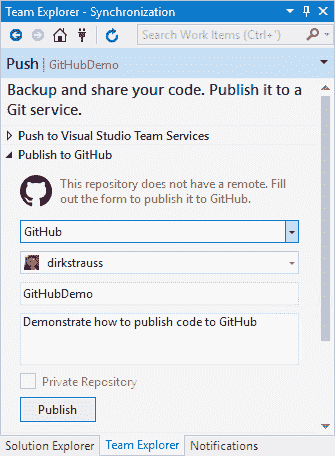 Team Explorer - Synchronization
Search Work Items (Ctrl+')
Push | GitHubDemo
Backup and share your code. Publish it to a
Git service.
Push to Visual Studio Team Services
Publish to GitHub
This repository does not have a remote. Fill
out the form to publish it to GitHub.
GitHub
dirkstrauss
GitHubDemo
Demonstrate how to publish code to GitHub
Private Repository
Publish
Solution Explorer Team Explorer Notifications